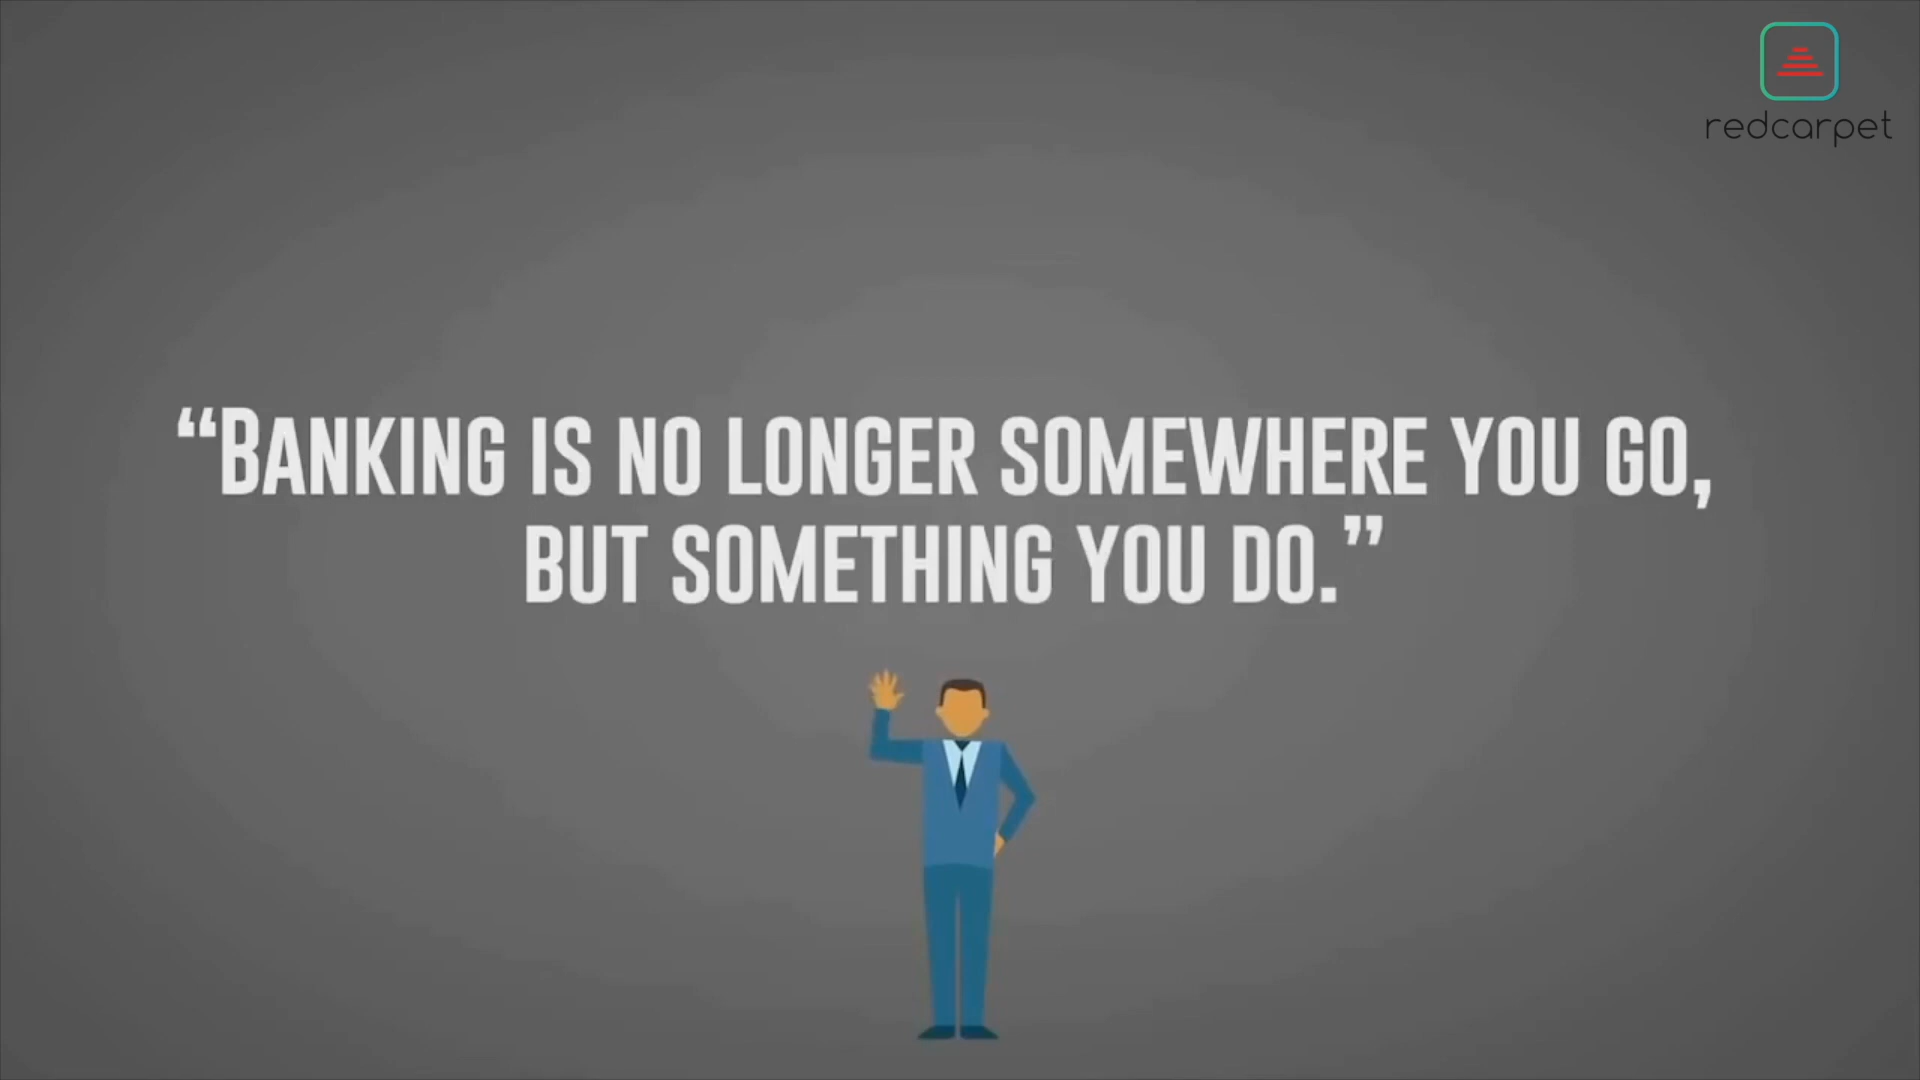 redcarpet
“BANKING IS NO LONGER SOMEWHERE YOU GO,
BUT SOMETHING YOU DO.”